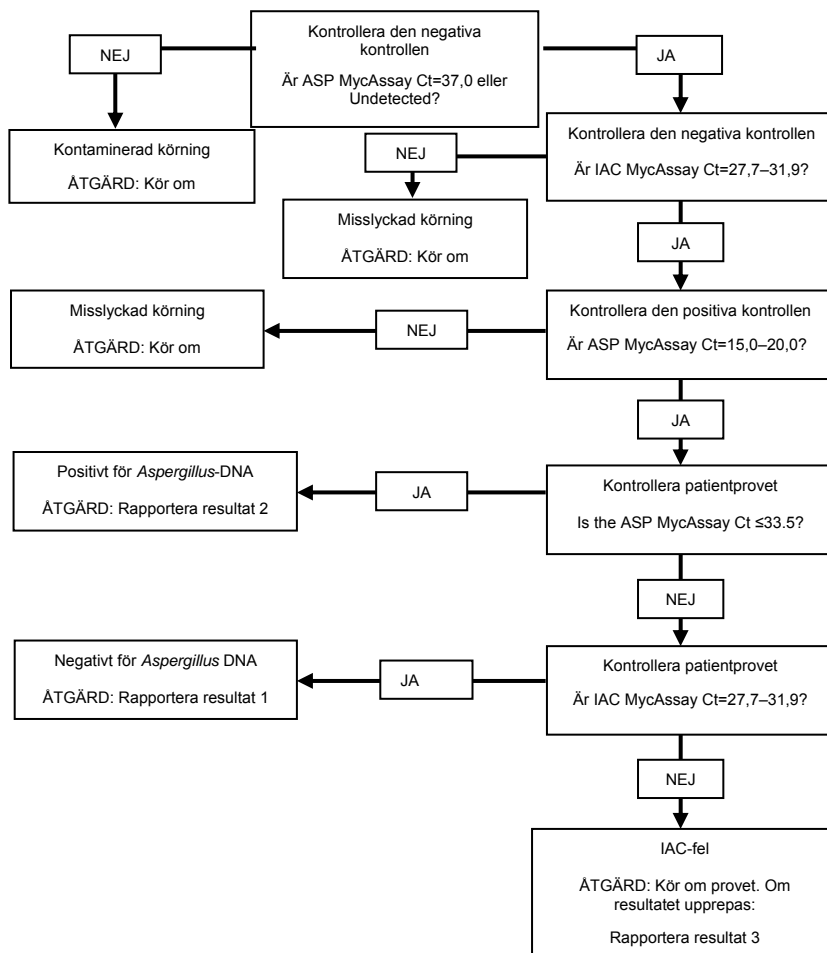 Kontrollera den negativa
kontrollen
Är ASP MycAssay Ct=37,0 eller
Undetected?
NEJ
JA
Kontaminerad körning
ÅTGÄRD: Kör om
Kontrollera den negativa kontrollen
Är IAC MycAssay Ct=27,7–31,9?
NEJ
Misslyckad körning
ÅTGÄRD: Kör om
JA
Kontrollera den positiva kontrollen
Är ASP MycAssay Ct=15,0–20,0?
NEJ
Misslyckad körning
ÅTGÄRD: Kör om
JA
Kontrollera patientprovet
Is the ASP MycAssay Ct ≤33.5?
JA
Positivt för Aspergillus-DNA
ÅTGÄRD: Rapportera resultat 2
NEJ
Kontrollera patientprovet
Är IAC MycAssay Ct=27,7–31,9?
JA
Negativt för Aspergillus DNA
ÅTGÄRD: Rapportera resultat 1
NEJ
IAC-fel
ÅTGÄRD: Kör om provet. Om
resultatet upprepas:
Rapportera resultat 3